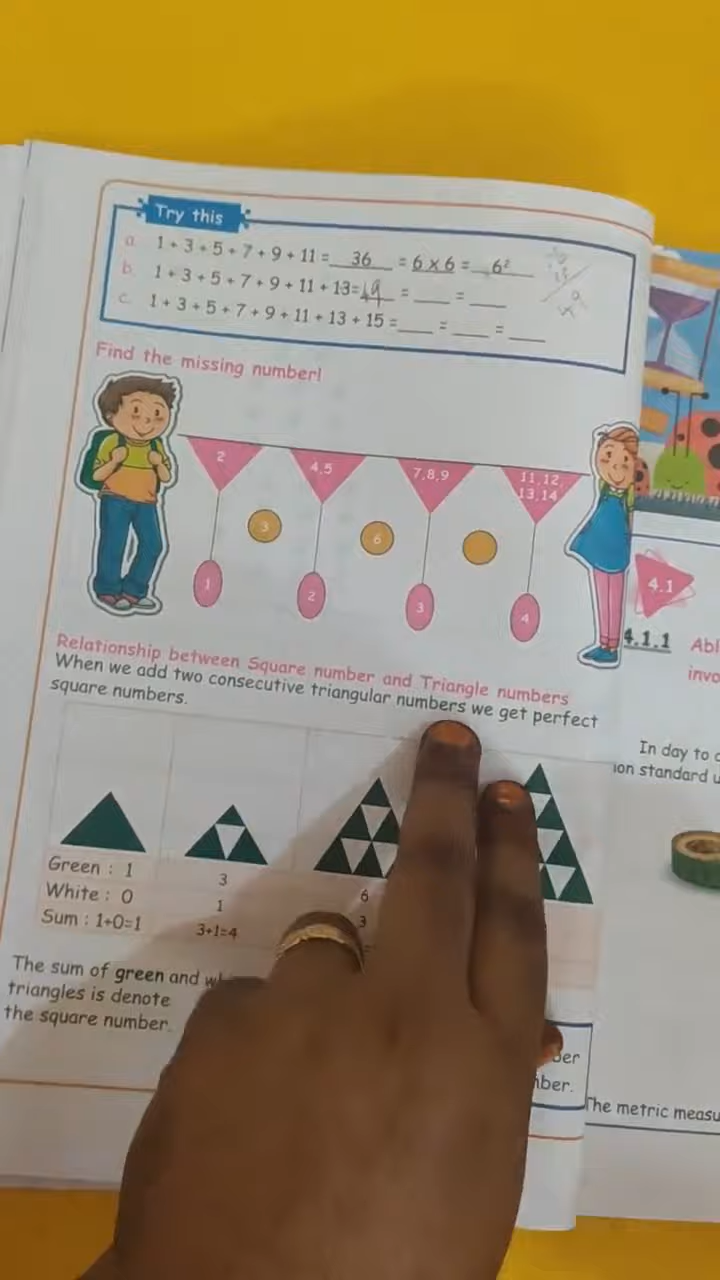 Try this
a. 1 + 3 + 5 + 7 + 9 + 11 = 36 = 6 × 6 = 6²
b. 1 + 3 + 5 + 7 + 9 + 11 + 13 = 49 = ___ = ___
c. 1 + 3 + 5 + 7 + 9 + 11 + 13 + 15 = ___ = ___ = ___
Find the missing number!
2 4,5 7,8,9 11,12,
13,14
3 6
1 2 3 4
4.1
4.1.1
Relationship between Square number and Triangle numbers
When we add two consecutive triangular numbers we get perfect
square numbers.
In day to
ion standard
Green : 1 3 6
White : 0 1 3
Sum : 1+0=1 3+1=4
The sum of green and
triangles is denote
the square number.
The metric